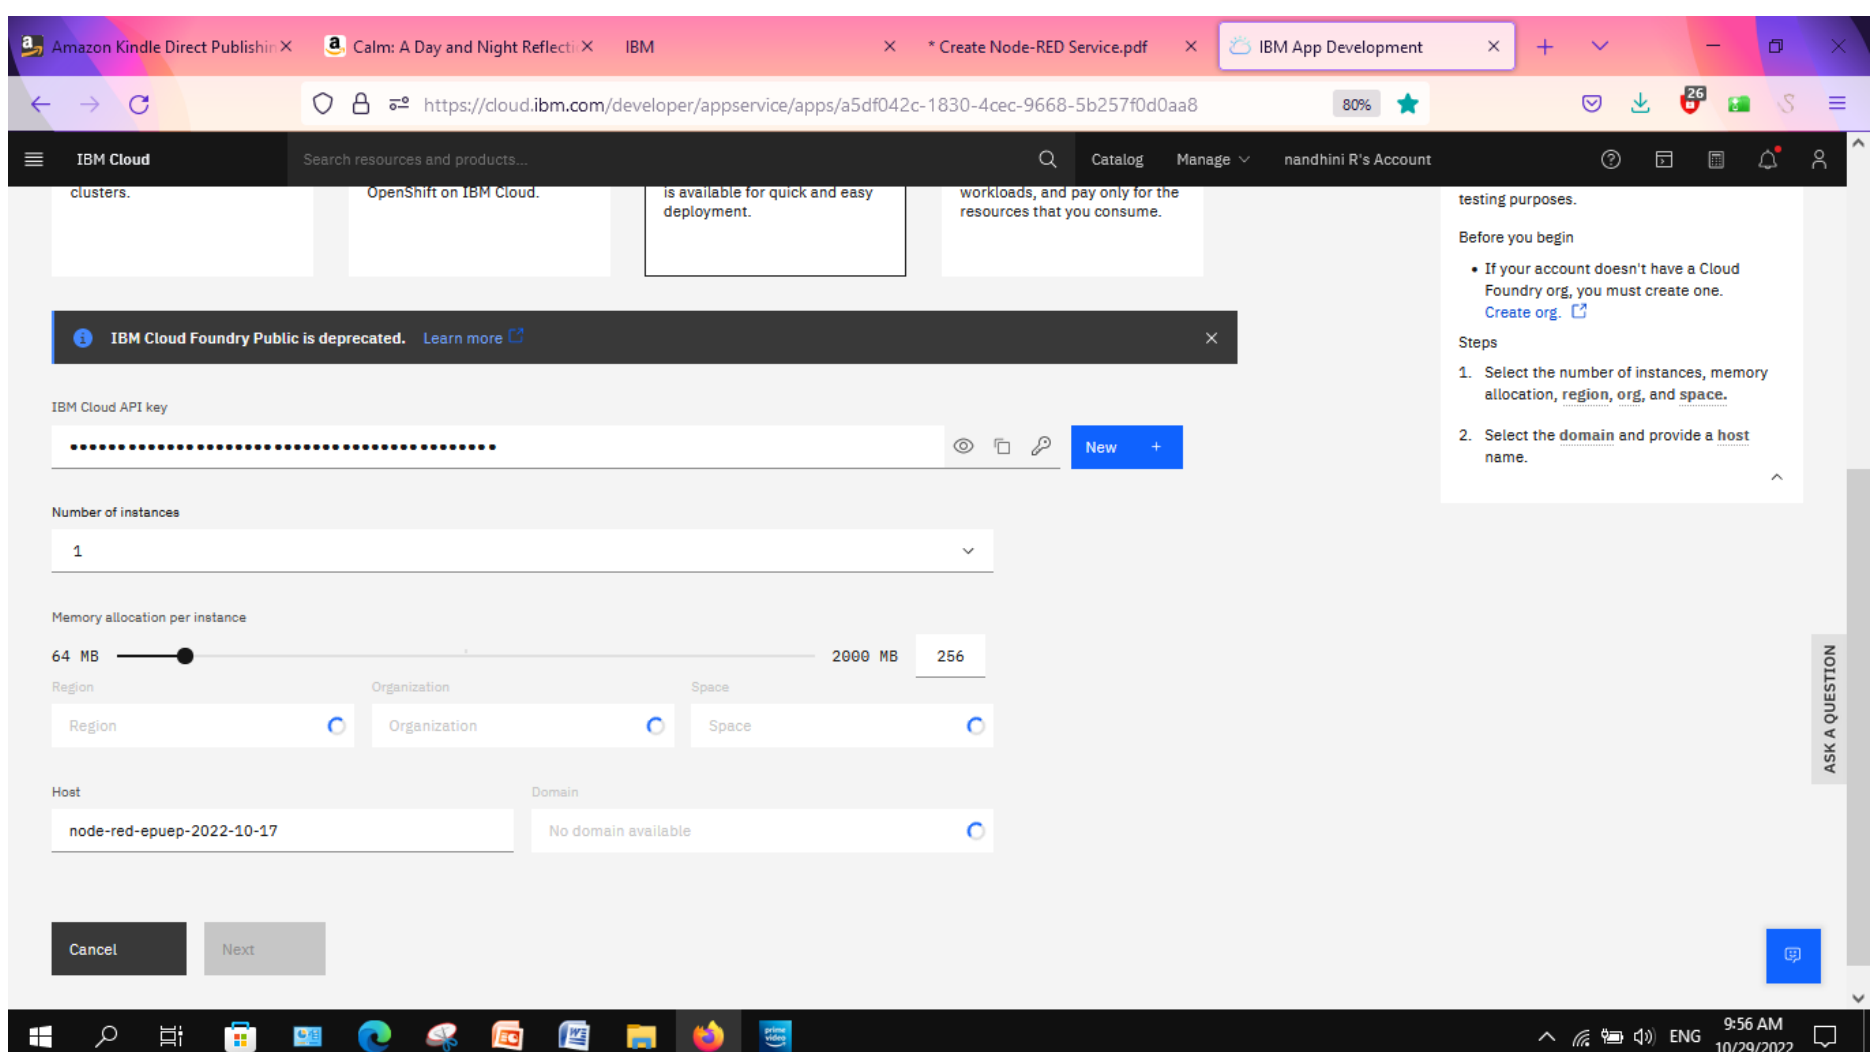 Amazon Kindle Direct Publishin
Calm: A Day and Night Reflecti
IBM
* Create Node-RED Service.pdf
IBM App Development
https://cloud.ibm.com/developer/appservice/apps/a5df042c-1830-4cec-9668-5b257f0d0aa8
80%
26
IBM Cloud
Search resources and products...
Catalog
Manage
nandhini R's Account
clusters.
OpenShift on IBM Cloud.
is available for quick and easy
deployment.
workloads, and pay only for the
resources that you consume.
testing purposes.
Before you begin
• If your account doesn't have a Cloud
Foundry org, you must create one.
Create org.
Steps
1. Select the number of instances, memory
allocation, region, org, and space.
2. Select the domain and provide a host
name.
IBM Cloud Foundry Public is deprecated. Learn more
IBM Cloud API key
New +
Number of instances
1
Memory allocation per instance
64 MB
2000 MB
256
Region
Organization
Space
Region
Organization
Space
Host
Domain
node-red-epuep-2022-10-17
No domain available
Cancel
Next
ASK A QUESTION
prime
video
ENG
9:56 AM
10/29/2022